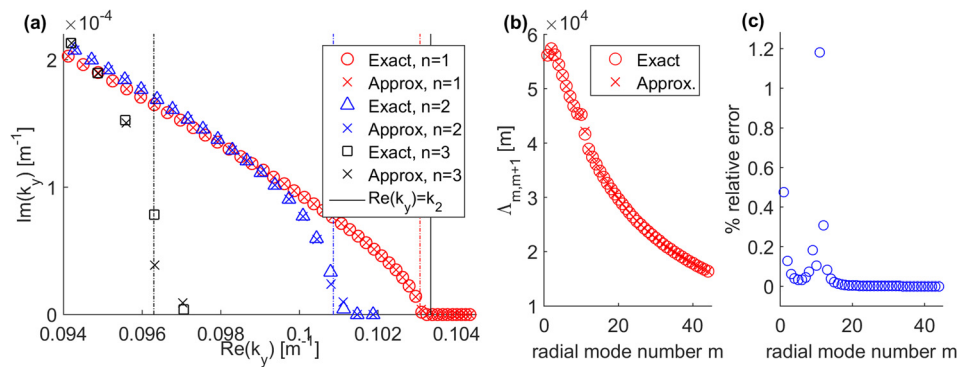 (a)
× 10^-4
2
1
0
Im(k_y) [m^-1]
0.094 0.096 0.098 0.1 0.102 0.104
Re(k_y) [m^-1]
Exact, n=1
Approx, n=1
Exact, n=2
Approx, n=2
Exact, n=3
Approx, n=3
Re(k_y)=k_2
(b)
× 10^4
6
5
4
3
2
1
Λ_m,m+1 [m]
0 20 40
radial mode number m
Exact
Approx.
(c)
1.2
1
0.8
0.6
0.4
0.2
0
% relative error
0 20 40
radial mode number m